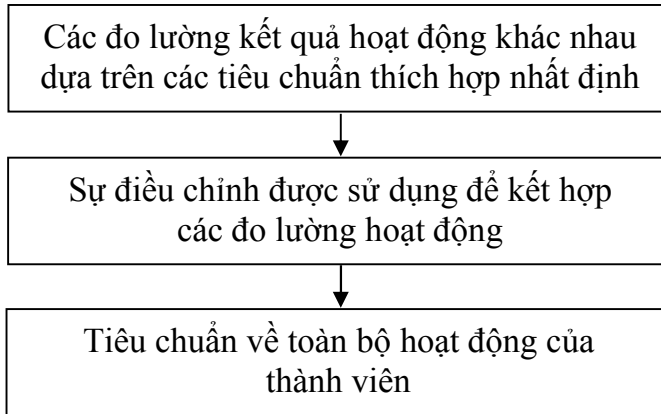 Các đo lường kết quả hoạt động khác nhau
dựa trên các tiêu chuẩn thích hợp nhất định
Sự điều chỉnh được sử dụng để kết hợp
các đo lường hoạt động
Tiêu chuẩn về toàn bộ hoạt động của
thành viên